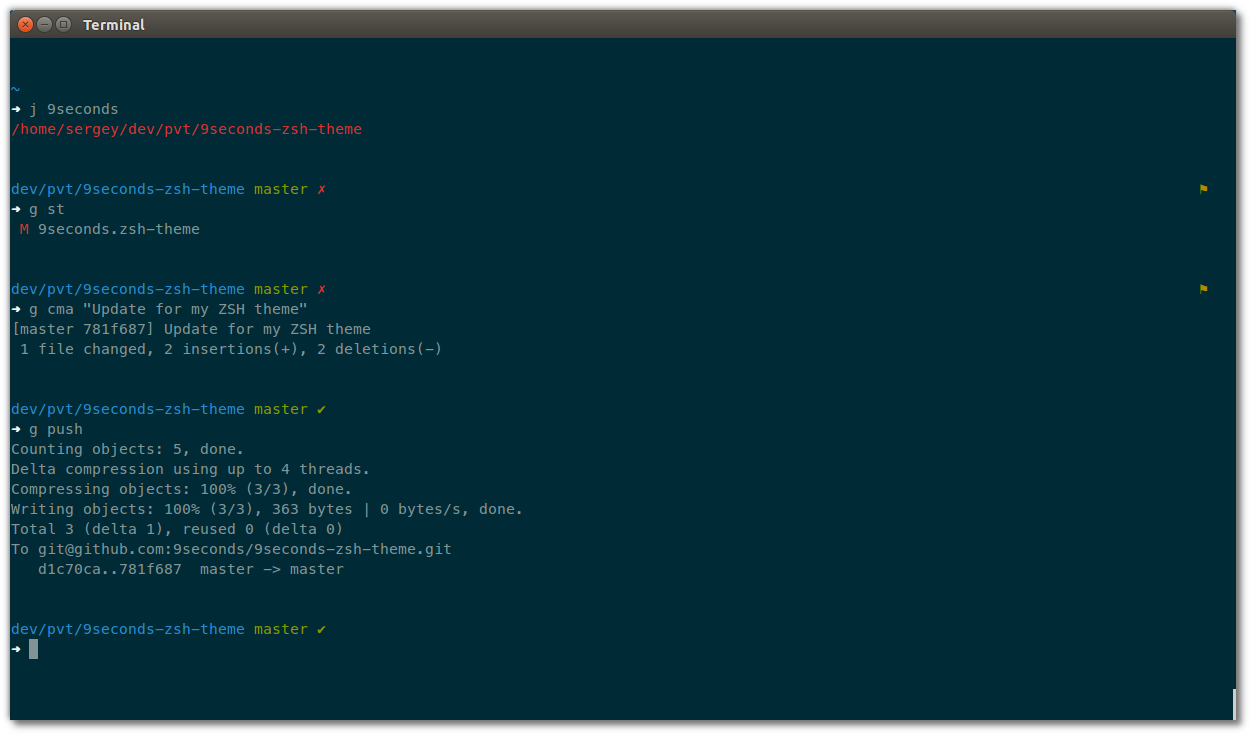 Terminal
~
➜ j 9seconds
/home/sergey/dev/pvt/9seconds-zsh-theme
dev/pvt/9seconds-zsh-theme master ✗ ⚑
➜ g st
 M 9seconds.zsh-theme
dev/pvt/9seconds-zsh-theme master ✗ ⚑
➜ g cma "Update for my ZSH theme"
[master 781f687] Update for my ZSH theme
 1 file changed, 2 insertions(+), 2 deletions(-)
dev/pvt/9seconds-zsh-theme master ✔
➜ g push
Counting objects: 5, done.
Delta compression using up to 4 threads.
Compressing objects: 100% (3/3), done.
Writing objects: 100% (3/3), 363 bytes | 0 bytes/s, done.
Total 3 (delta 1), reused 0 (delta 0)
To git@github.com:9seconds/9seconds-zsh-theme.git
   d1c70ca..781f687  master -> master
dev/pvt/9seconds-zsh-theme master ✔
➜